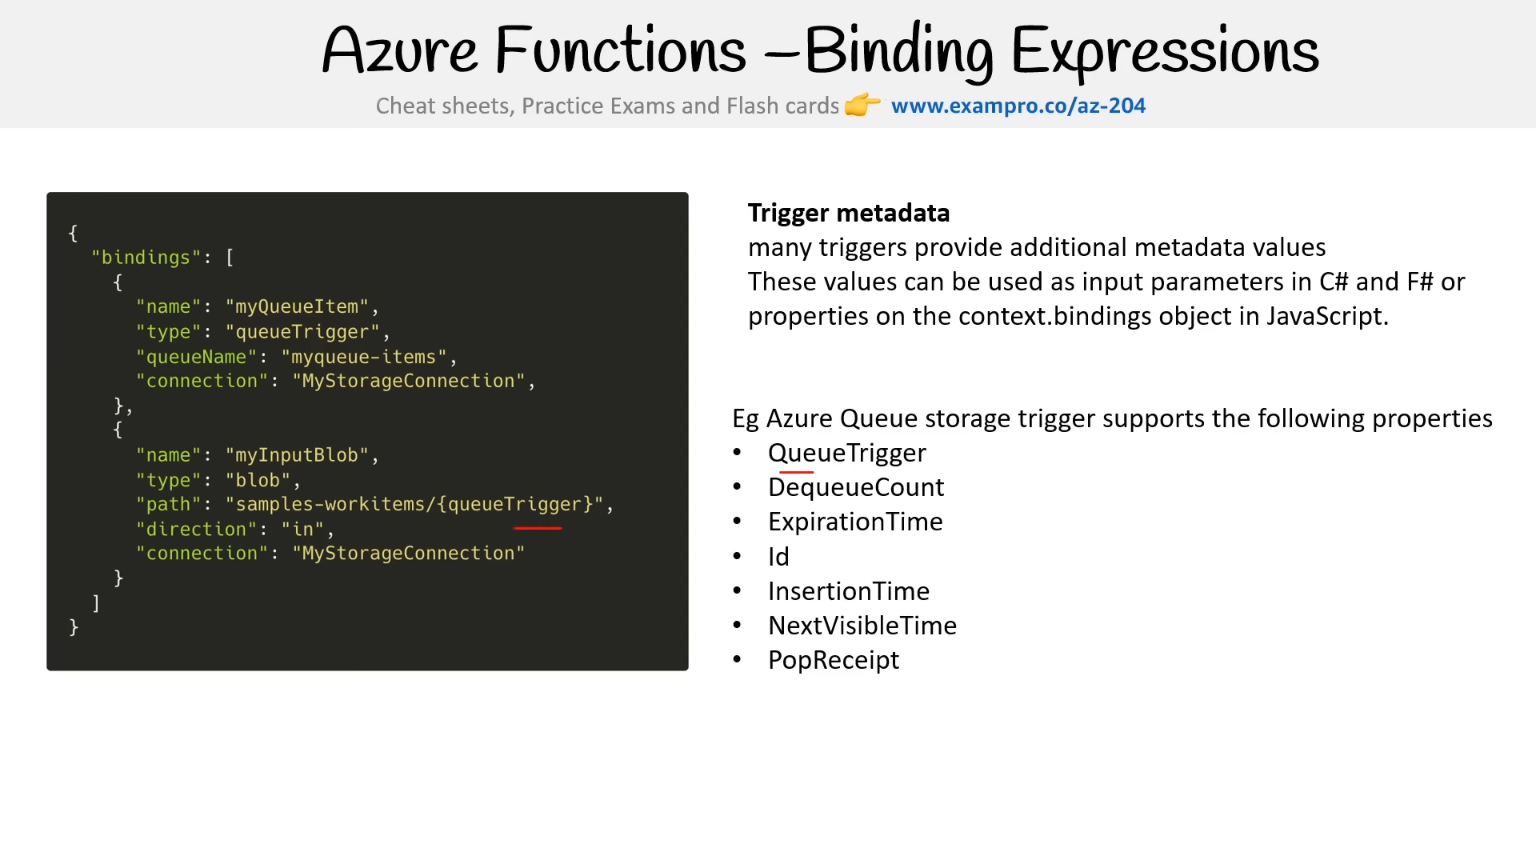 Azure Functions –Binding Expressions
Cheat sheets, Practice Exams and Flash cards 👉 www.exampro.co/az-204
{
  "bindings": [
    {
      "name": "myQueueItem",
      "type": "queueTrigger",
      "queueName": "myqueue-items",
      "connection": "MyStorageConnection",
    },
    {
      "name": "myInputBlob",
      "type": "blob",
      "path": "samples-workitems/{queueTrigger}",
      "direction": "in",
      "connection": "MyStorageConnection"
    }
  ]
}
Trigger metadata
many triggers provide additional metadata values
These values can be used as input parameters in C# and F# or
properties on the context.bindings object in JavaScript.
Eg Azure Queue storage trigger supports the following properties
• QueueTrigger
• DequeueCount
• ExpirationTime
• Id
• InsertionTime
• NextVisibleTime
• PopReceipt